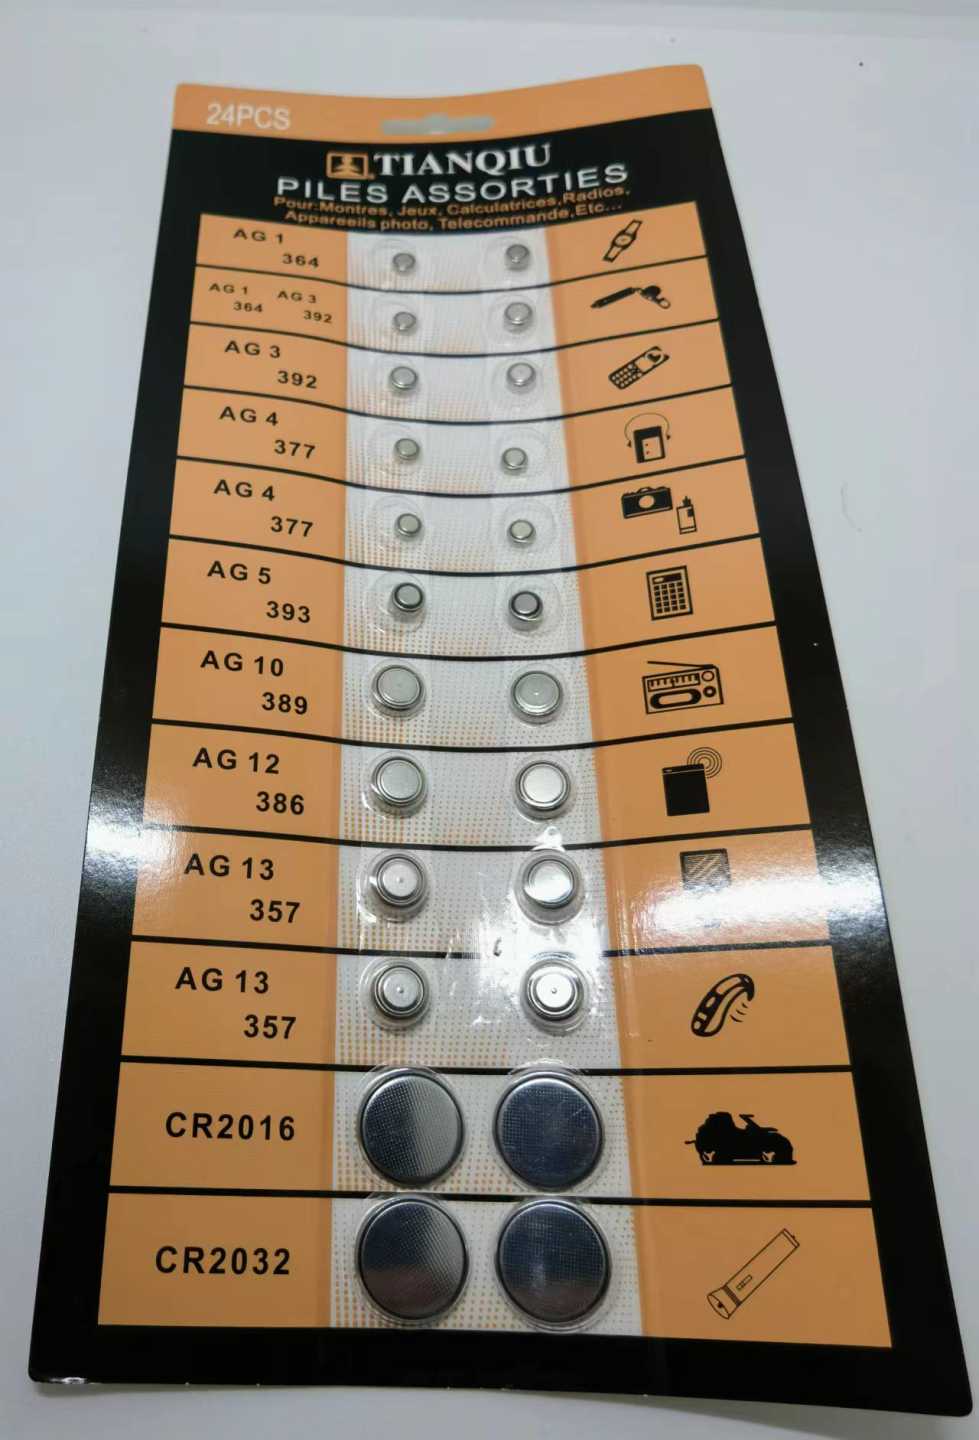 24PCS
TIANQIU
PILES ASSORTIES
Pour:Montres, Jeux, Calculatrices,Radios,
Appareils photo, Telecommande,Etc...
AG 1
364
AG 1 AG 3
364 392
AG 3
392
AG 4
377
AG 4
377
AG 5
393
AG 10
389
AG 12
386
AG 13
357
AG 13
357
CR2016
CR2032